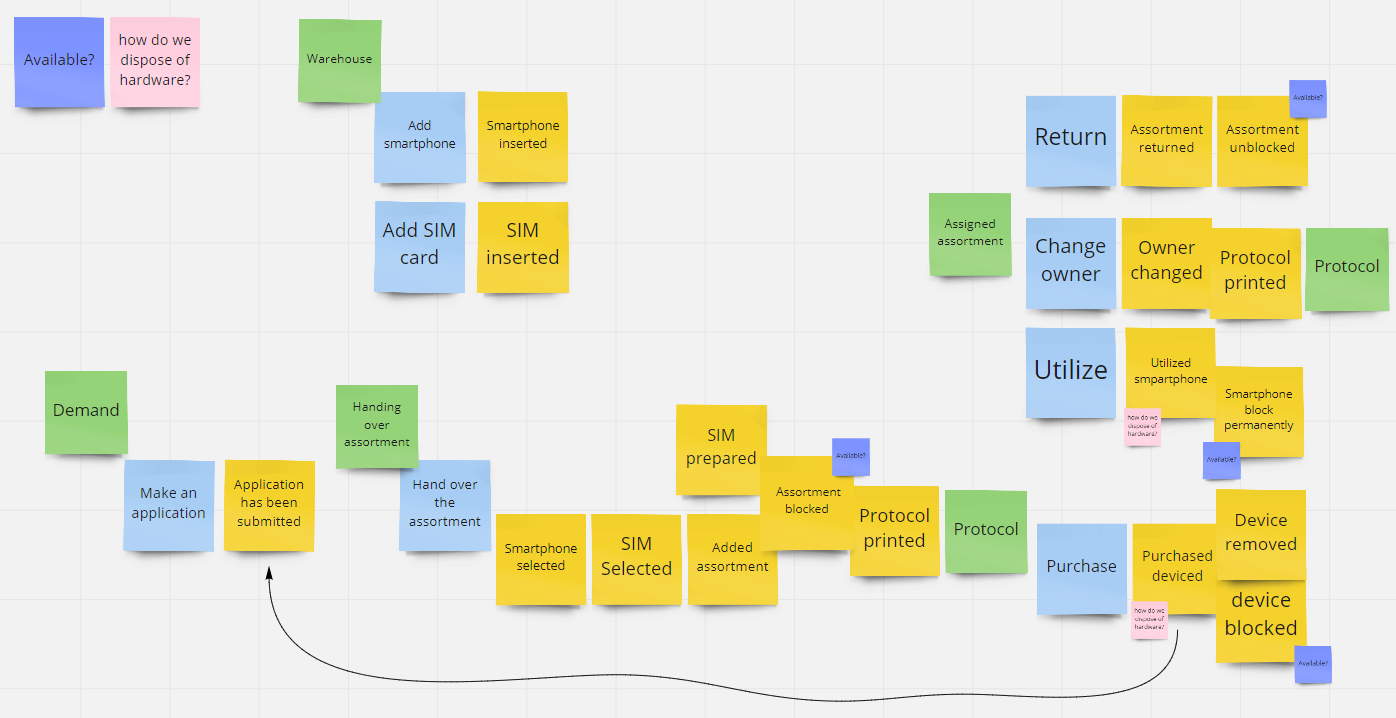 Available?
how do we
dispose of
hardware?
Warehouse
Add
smartphone
Smartphone
inserted
Add SIM
card
SIM
inserted
Return
Assortment
returned
Assortment
unblocked
Available?
Assigned
assortment
Change
owner
Owner
changed
Protocol
printed
Protocol
Utilize
Utilized
smpartphone
how do we
dispose of
hardware?
Smartphone
block
permanently
Available?
Demand
Make an
application
Application
has been
submitted
Handing
over
assortment
Hand over
the
assortment
Smartphone
selected
SIM
Selected
Added
assortment
SIM
prepared
Assortment
blocked
Available?
Protocol
printed
Protocol
Purchase
Purchased
deviced
how do we
dispose of
hardware?
Device
removed
device
blocked
Available?